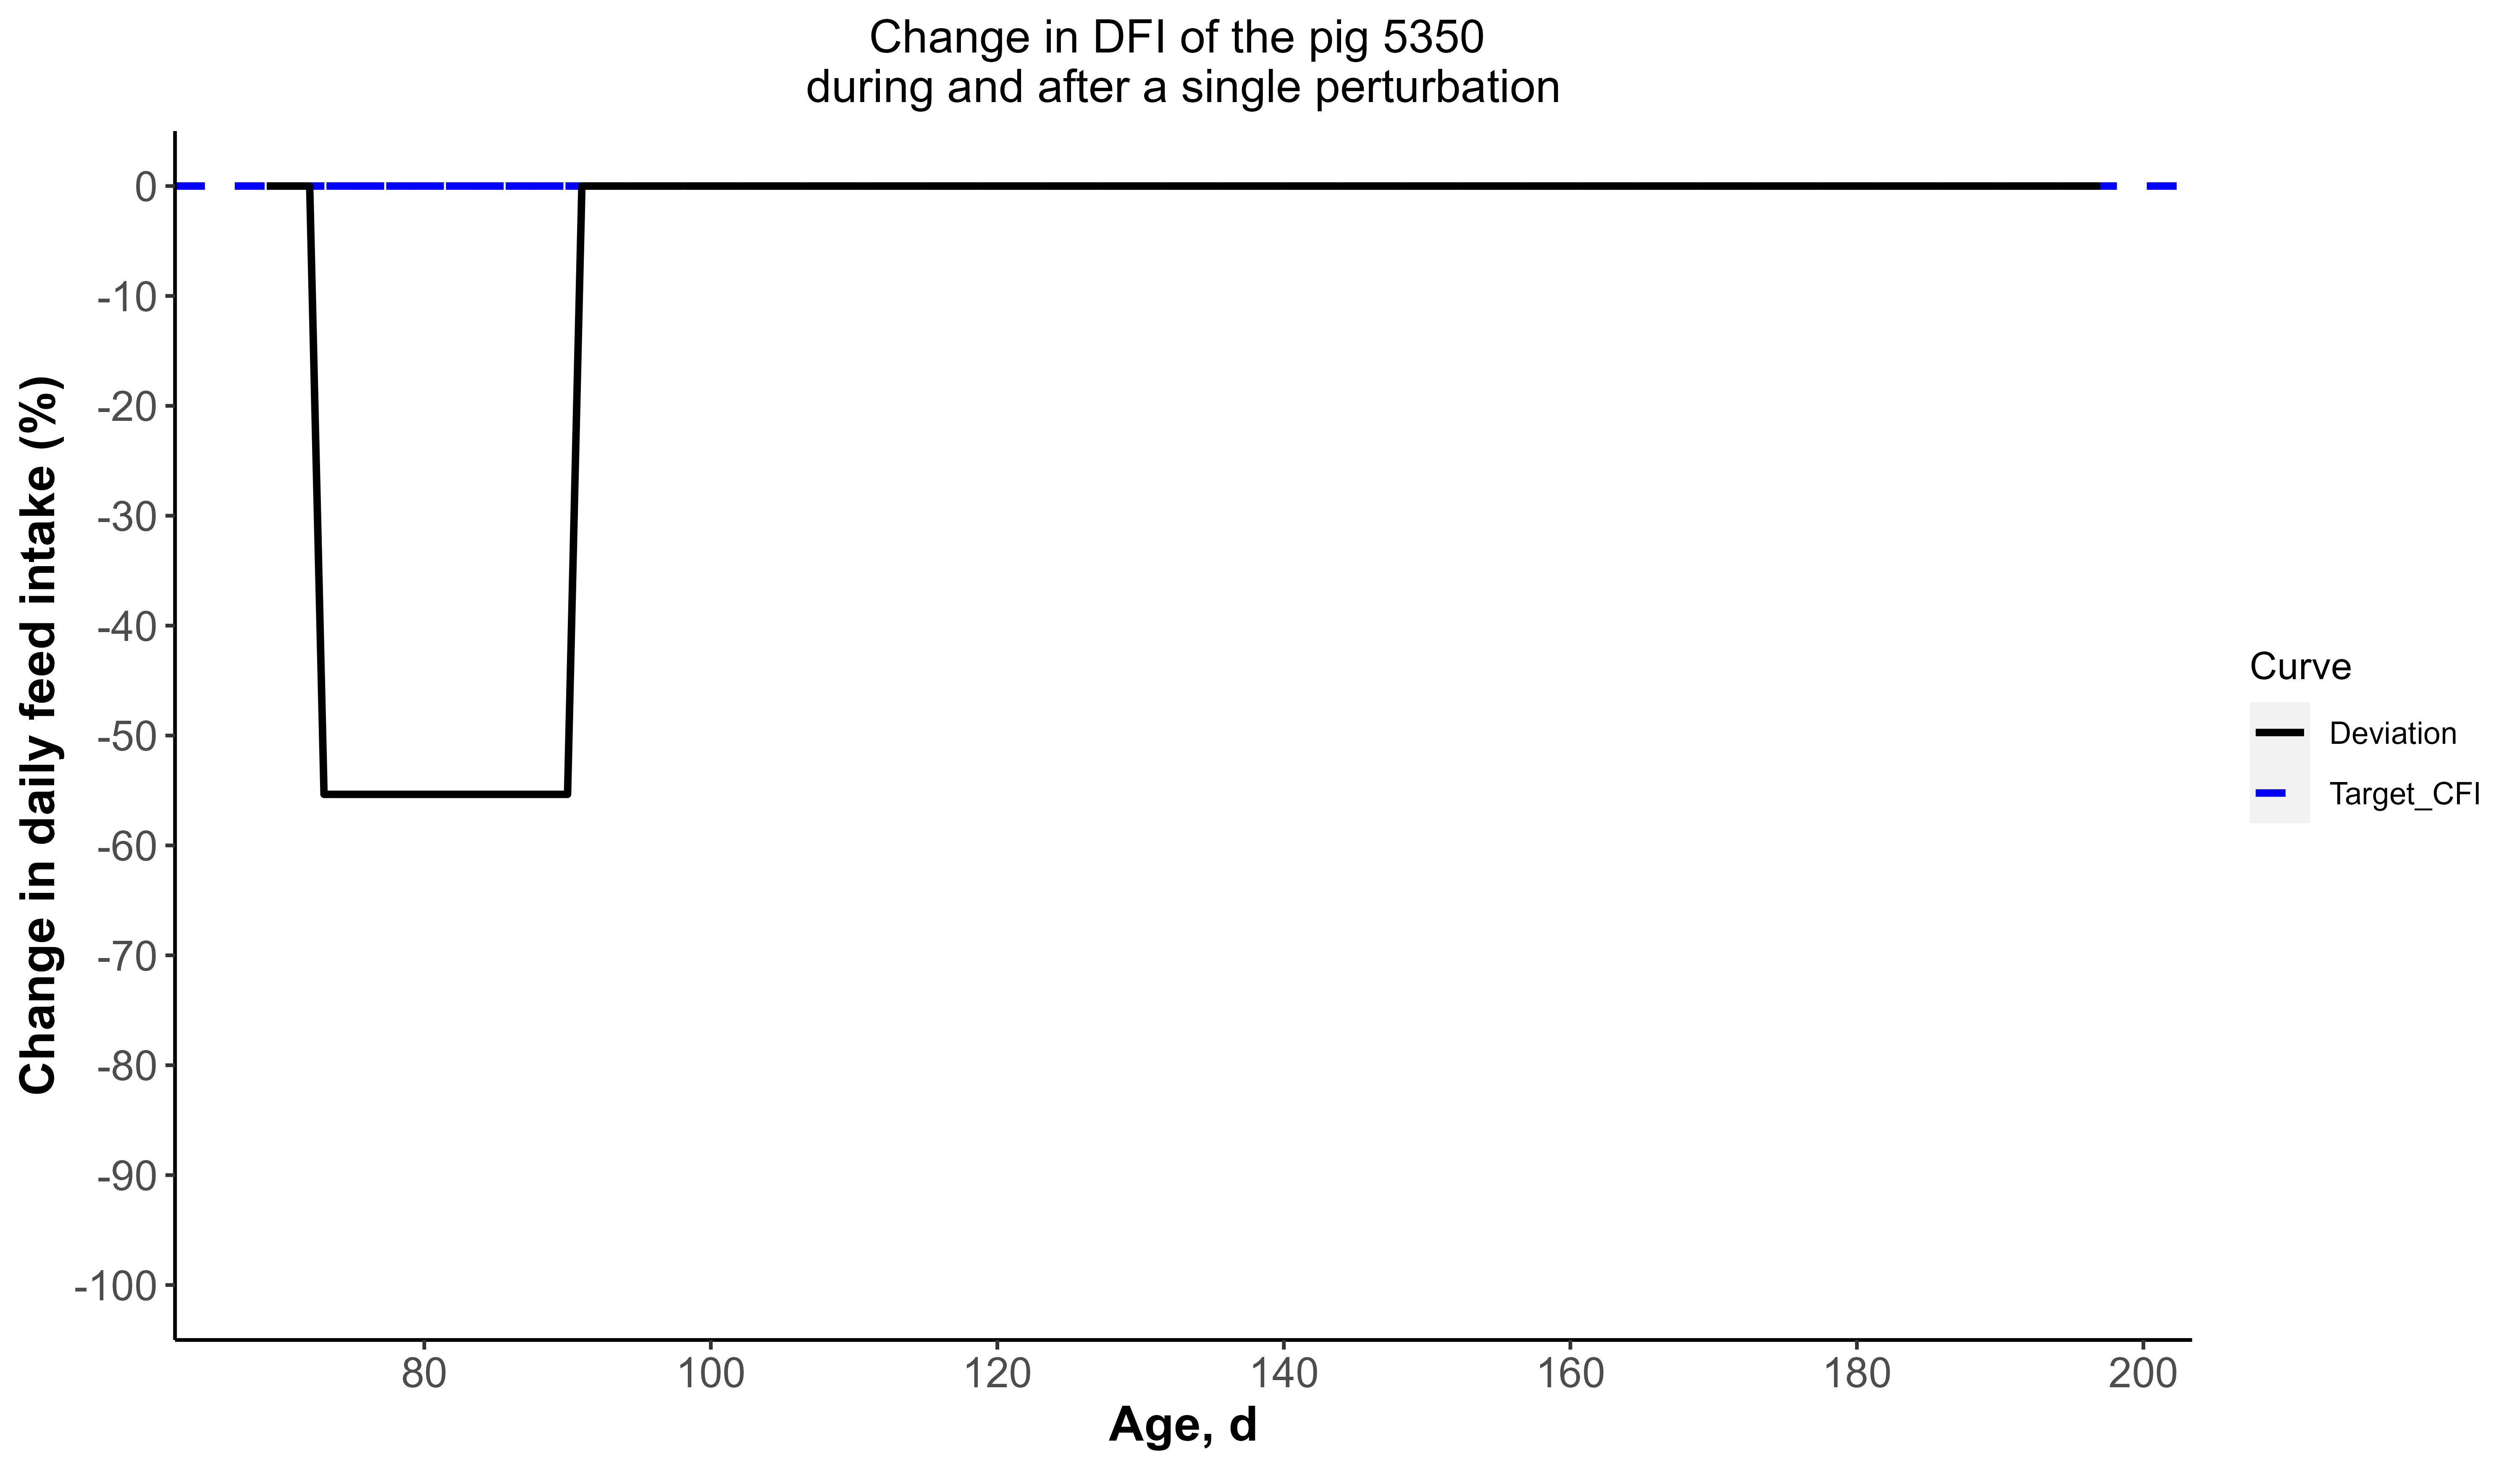 Change in DFI of the pig 5350
during and after a single perturbation
Change in daily feed intake (%)
0
-10
-20
-30
-40
-50
-60
-70
-80
-90
-100
80
100
120
140
160
180
200
Age, d
Curve
Deviation
Target_CFI